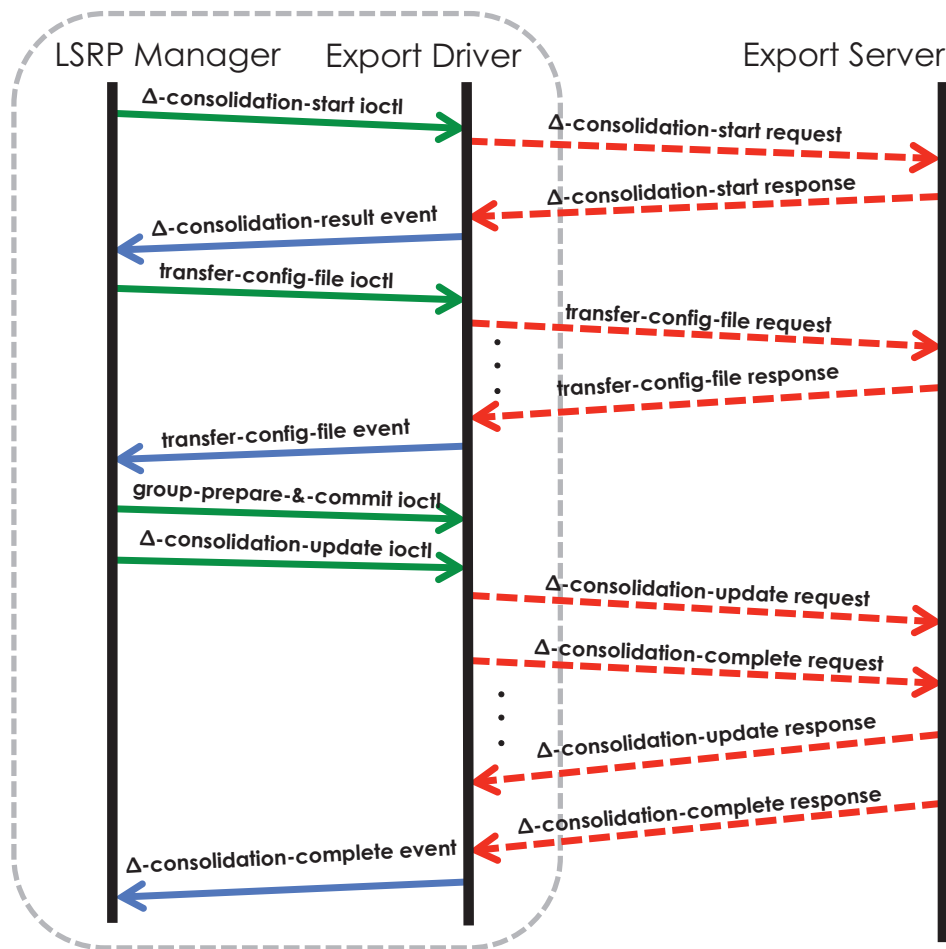 LSRP Manager
Export Driver
Export Server
Δ-consolidation-start ioctl
Δ-consolidation-start request
Δ-consolidation-start response
Δ-consolidation-result event
transfer-config-file ioctl
transfer-config-file request
transfer-config-file response
transfer-config-file event
group-prepare-&-commit ioctl
Δ-consolidation-update ioctl
Δ-consolidation-update request
Δ-consolidation-complete request
Δ-consolidation-update response
Δ-consolidation-complete response
Δ-consolidation-complete event